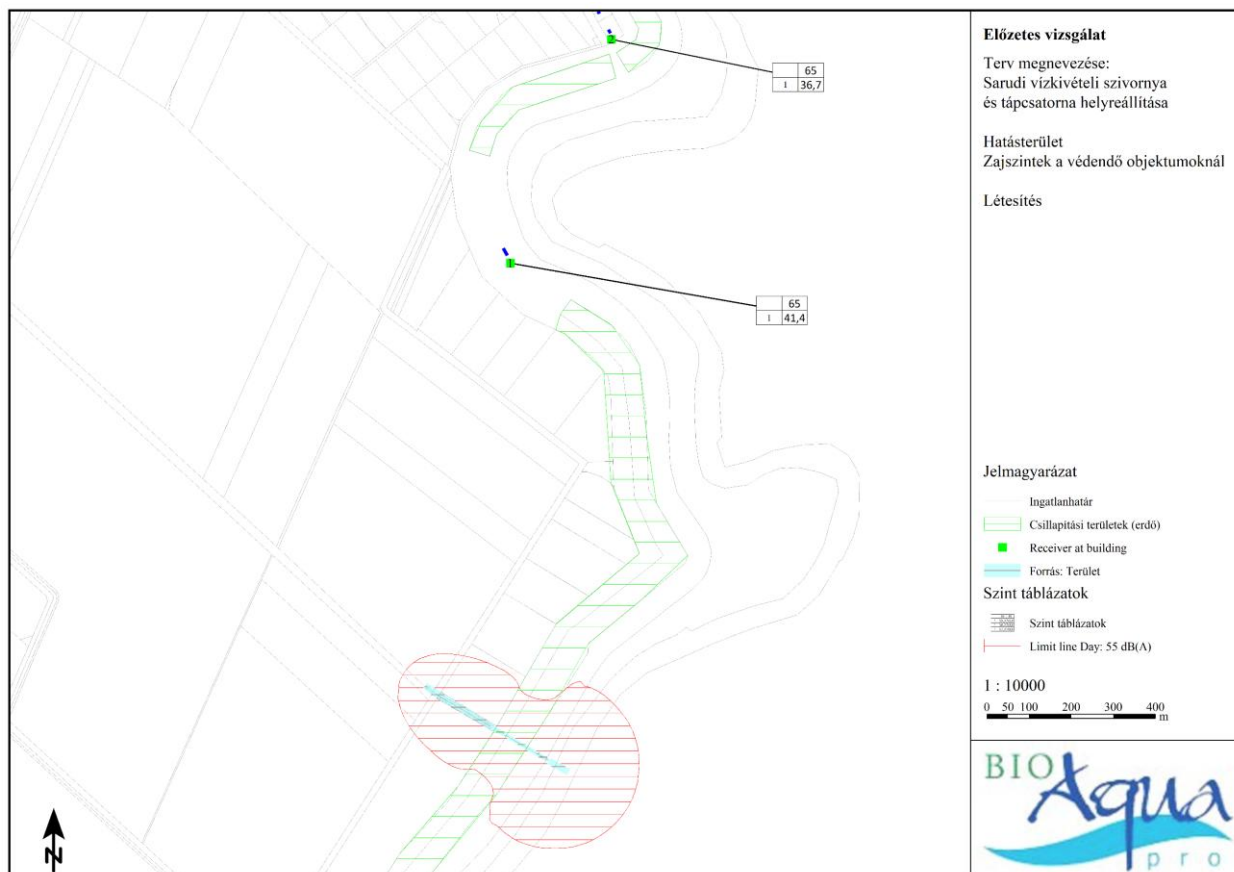 2
65
1 36,7
1
65
1 41,4
N
Előzetes vizsgálat
Terv megnevezése:
Sarudi vízkivételi szivornya
és tápcsatorna helyreállítása
Hatásterület
Zajszintek a védendő objektumoknál
Létesítés
Jelmagyarázat
Ingatlanhatár
Csillapítási területek (erdő)
Receiver at building
Forrás: Terület
Szint táblázatok
Szint táblázatok
Limit line Day: 55 dB(A)
1 : 10000
0 50 100 200 300 400
m
BIO
Aqua
pro